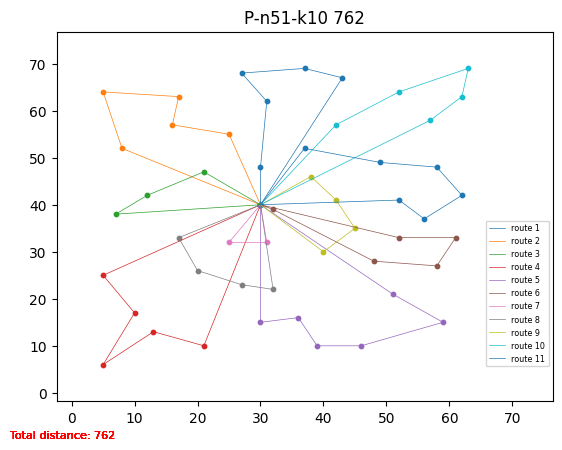 P-n51-k10 762
70
60
50
40
30
20
10
0
0 10 20 30 40 50 60 70
route 1
route 2
route 3
route 4
route 5
route 6
route 7
route 8
route 9
route 10
route 11
Total distance: 762